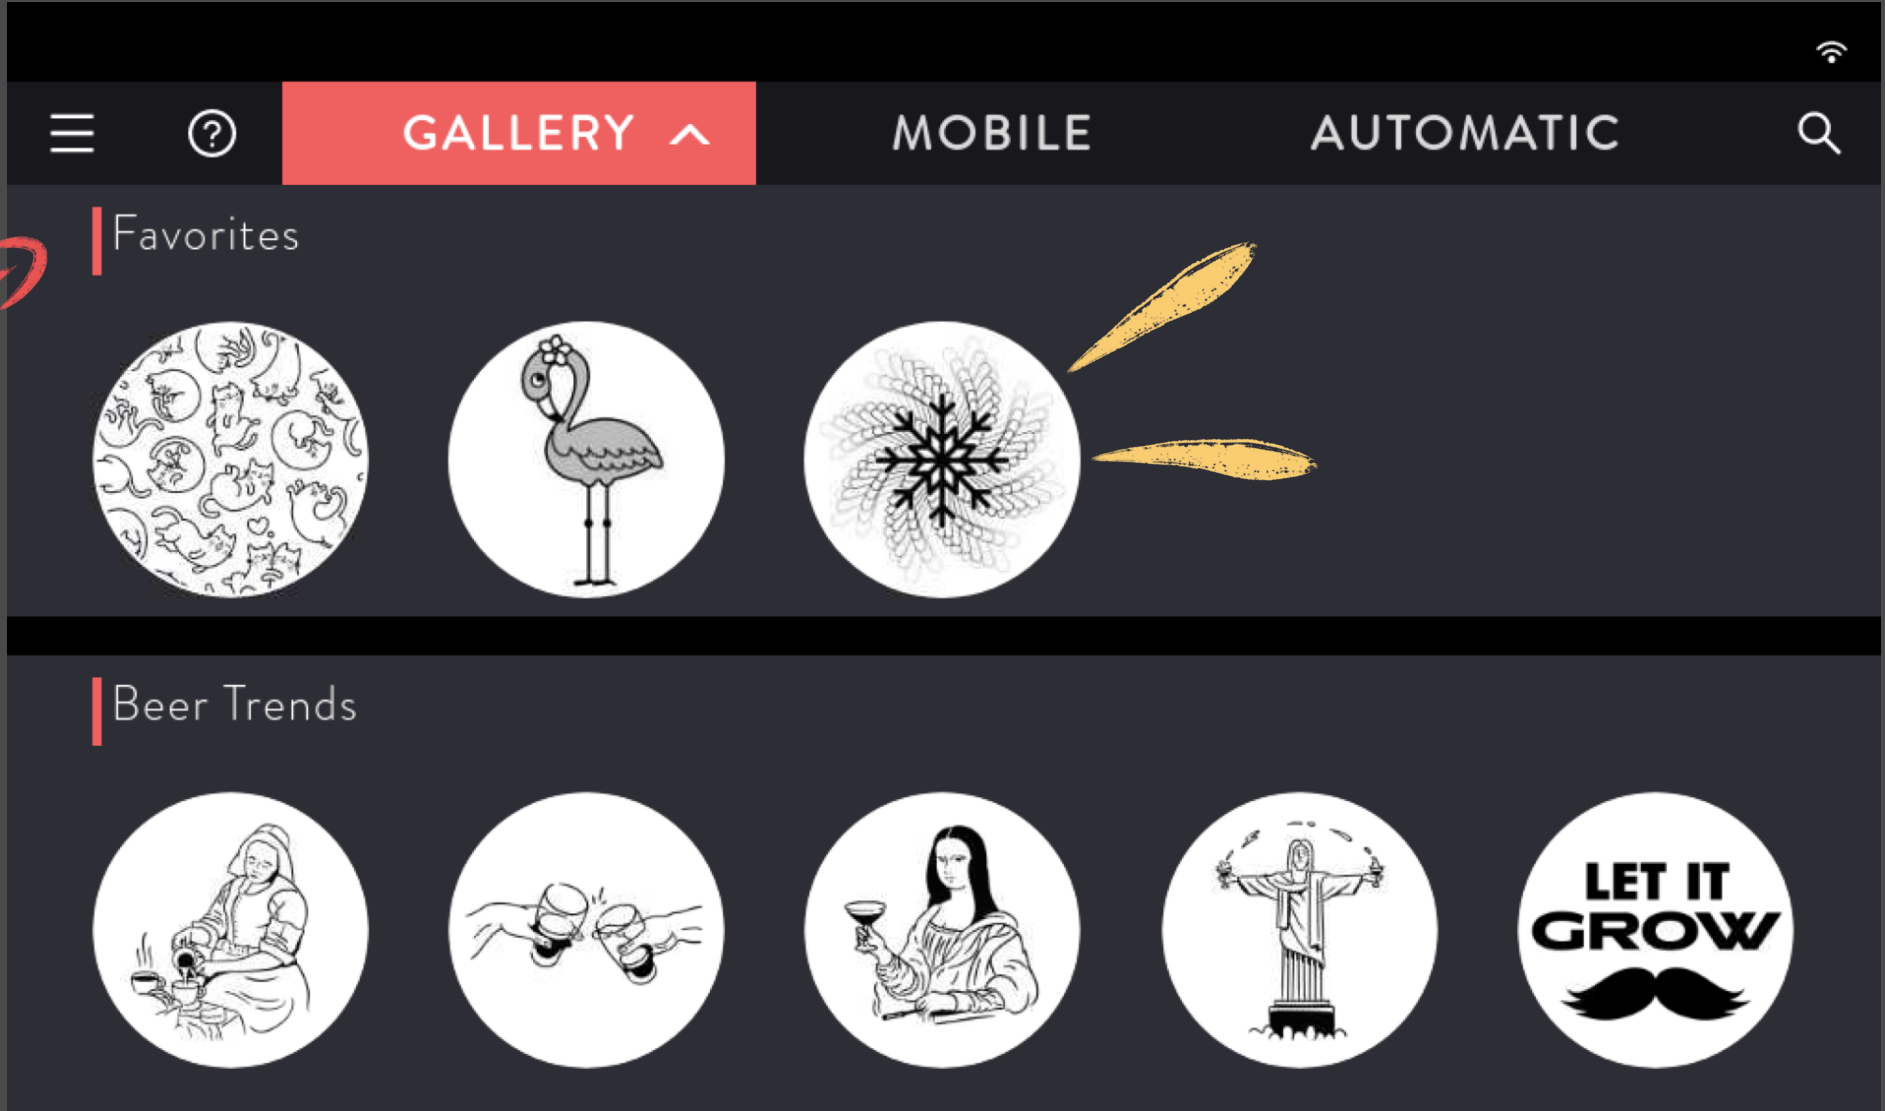 GALLERY
MOBILE
AUTOMATIC
Favorites
Beer Trends
LET IT
GROW